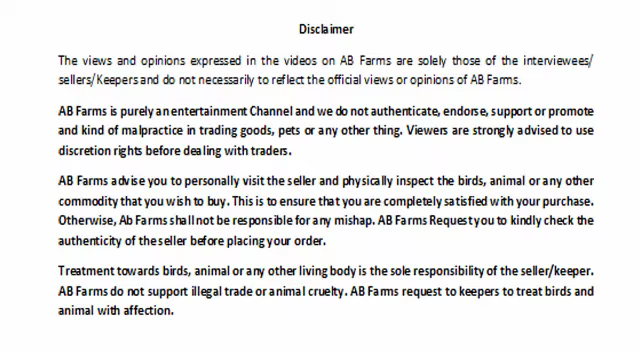 Disclaimer
The views and opinions expressed in the videos on AB Farms are solely those of the interviewees/
sellers/Keepers and do not necessarily to reflect the official views or opinions of AB Farms.
AB Farms is purely an entertainment Channel and we do not authenticate, endorse, support or promote
and kind of malpractice in trading goods, pets or any other thing. Viewers are strongly advised to use
discretion rights before dealing with traders.
AB Farms advise you to personally visit the seller and physically inspect the birds, animal or any other
commodity that you wish to buy. This is to ensure that you are completely satisfied with your purchase.
Otherwise, Ab Farms shall not be responsible for any mishap. AB Farms Request you to kindly check the
authenticity of the seller before placing your order.
Treatment towards birds, animal or any other living body is the sole responsibility of the seller/keeper.
AB Farms do not support illegal trade or animal cruelty. AB Farms request to keepers to treat birds and
animal with affection.